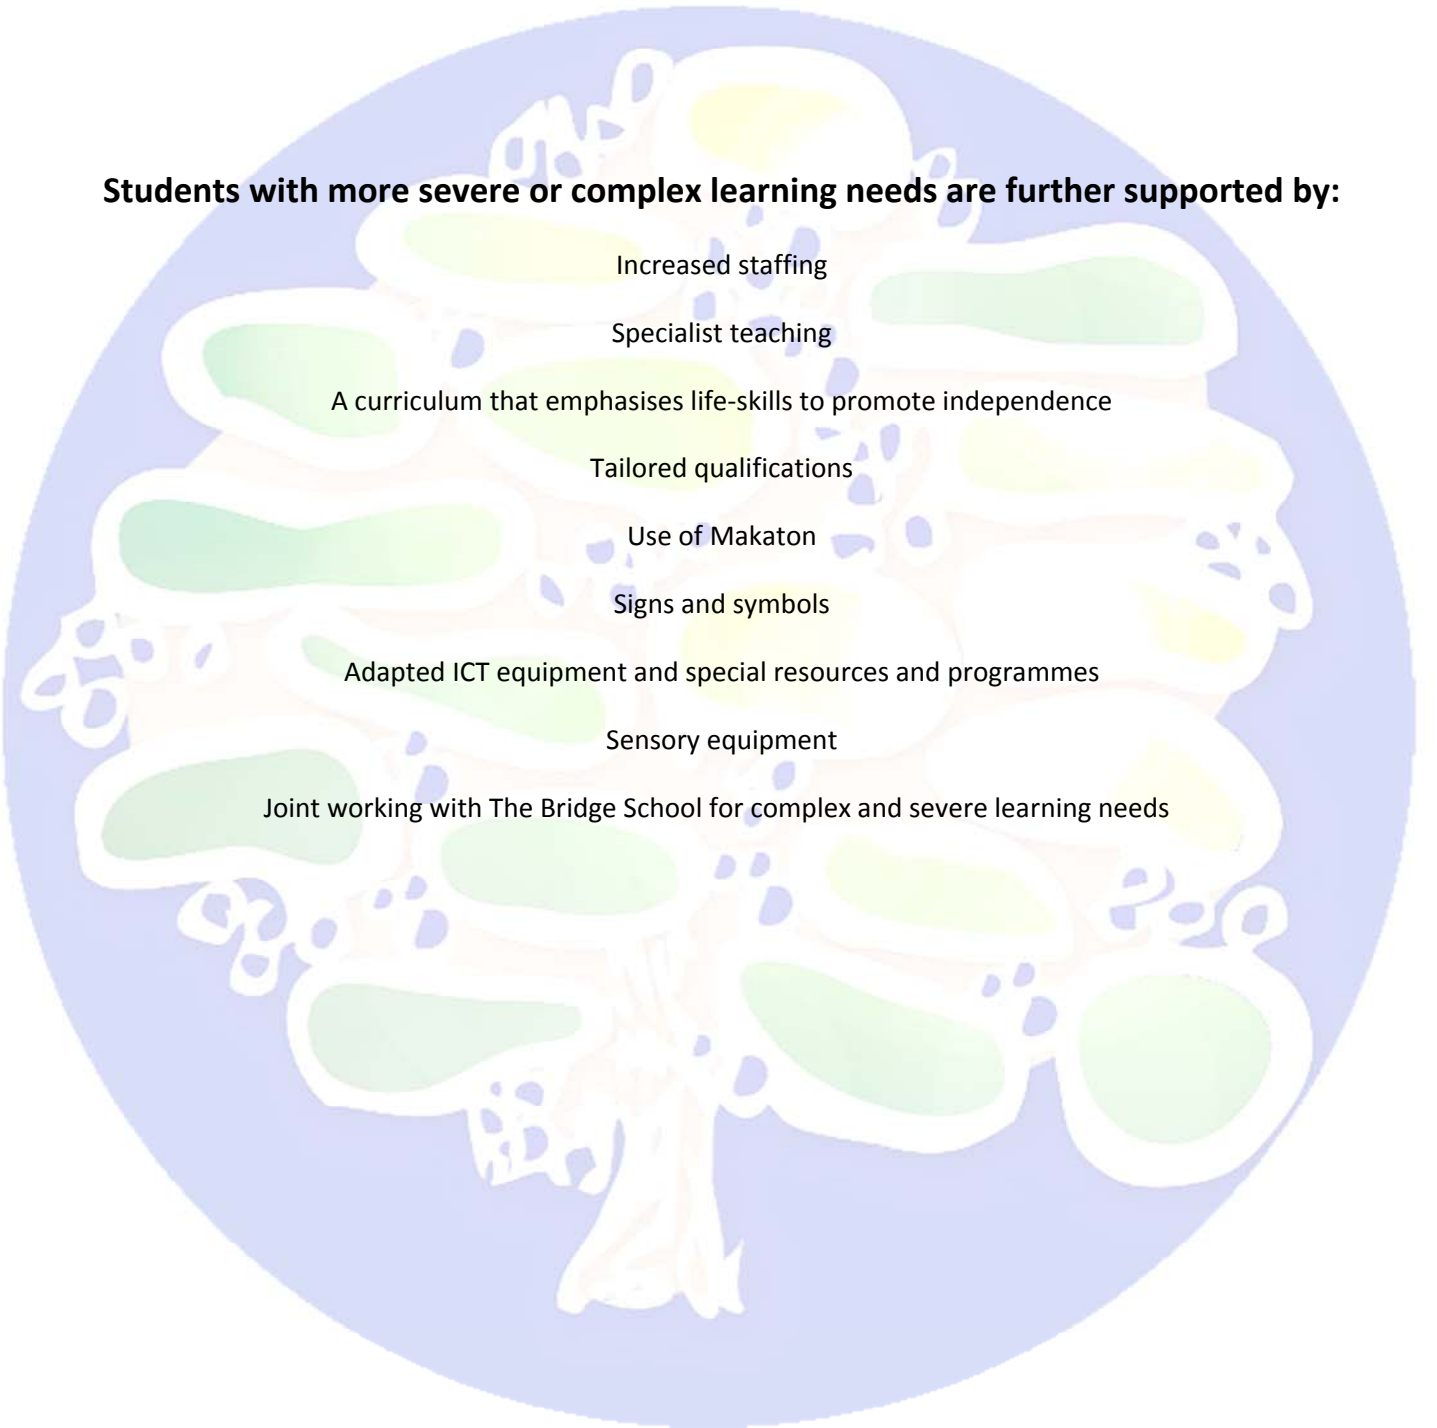 Students with more severe or complex learning needs are further supported by:
Increased staffing
Specialist teaching
A curriculum that emphasises life-skills to promote independence
Tailored qualifications
Use of Makaton
Signs and symbols
Adapted ICT equipment and special resources and programmes
Sensory equipment
Joint working with The Bridge School for complex and severe learning needs